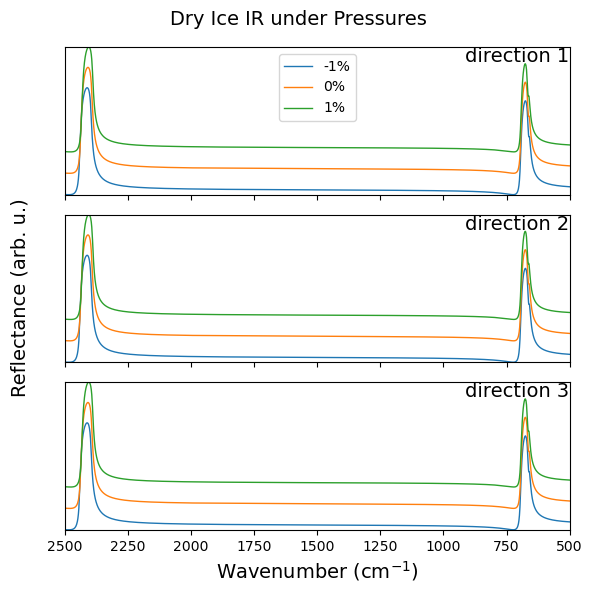 Dry Ice IR under Pressures
direction 1
-1%
0%
1%
direction 2
direction 3
Reflectance (arb. u.)
2500 2250 2000 1750 1500 1250 1000 750 500
Wavenumber (cm⁻¹)